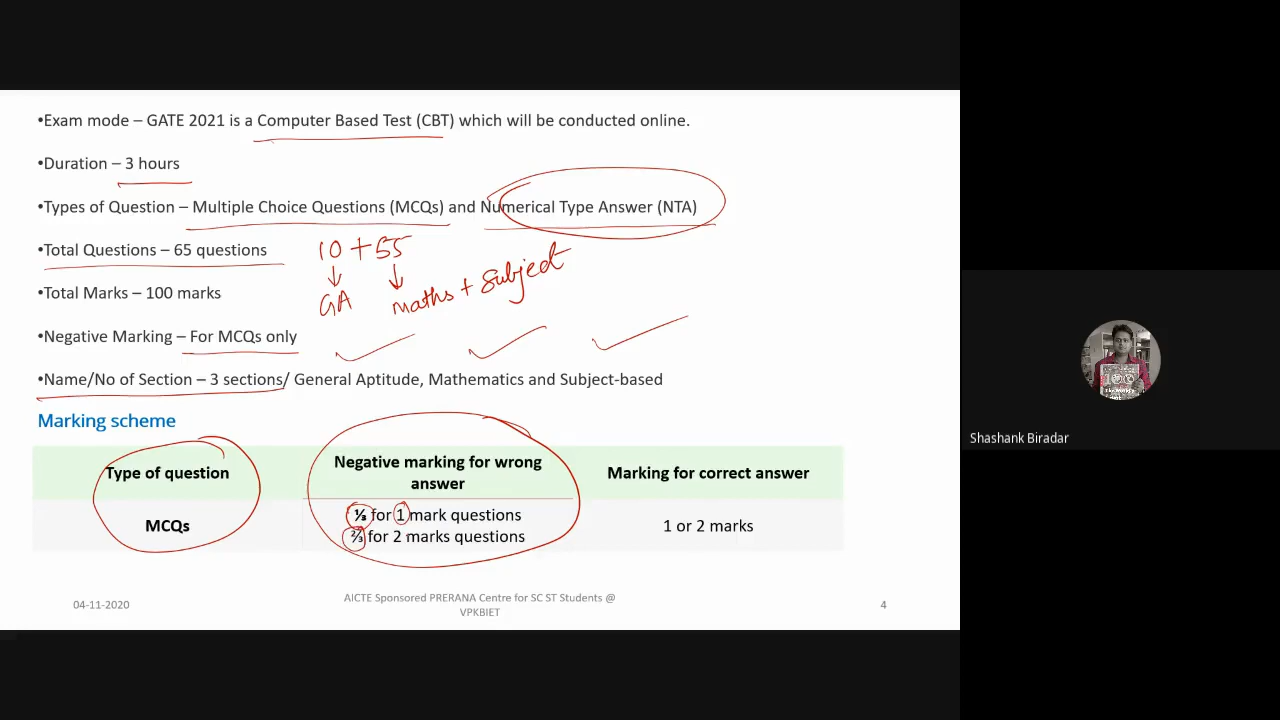 •Exam mode – GATE 2021 is a Computer Based Test (CBT) which will be conducted online.
•Duration – 3 hours
•Types of Question – Multiple Choice Questions (MCQs) and Numerical Type Answer (NTA)
•Total Questions – 65 questions 10 + 55
•Total Marks – 100 marks GA maths + Subject
•Negative Marking – For MCQs only
•Name/No of Section – 3 sections/ General Aptitude, Mathematics and Subject-based
Marking scheme
Type of question Negative marking for wrong answer Marking for correct answer
MCQs ⅓ for 1 mark questions 1 or 2 marks
⅔ for 2 marks questions
04-11-2020 AICTE Sponsored PRERANA Centre for SC ST Students @ VPKBIET 4
Shashank Biradar